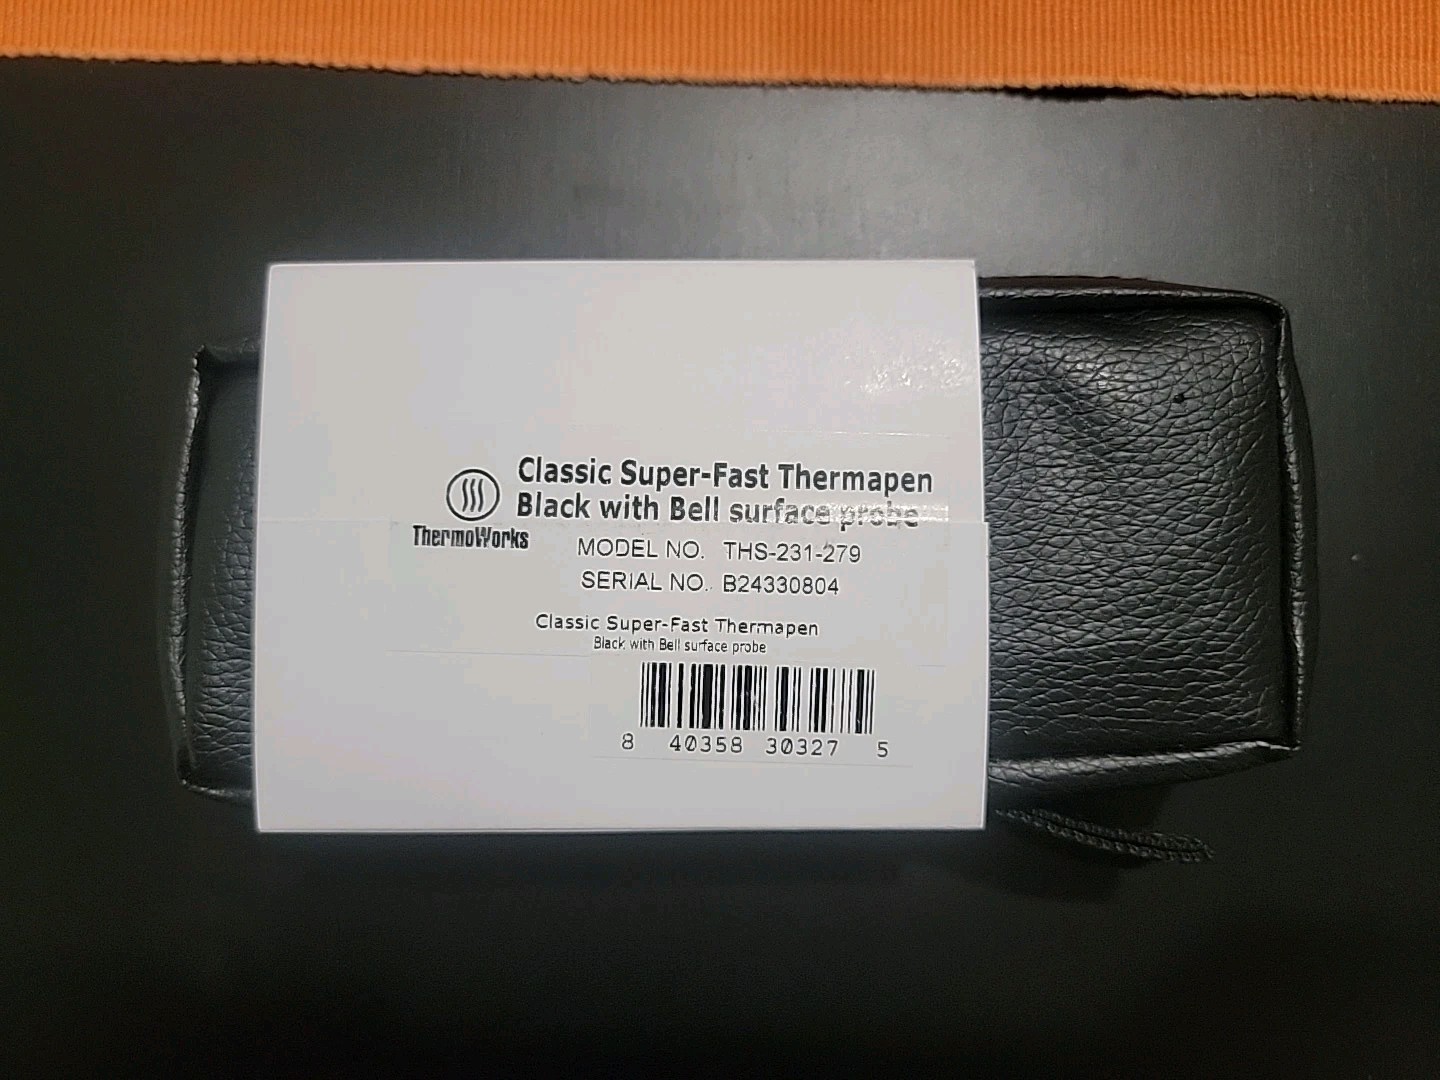 Classic Super-Fast Thermapen
Black with Bell surface probe
ThermoWorks
MODEL NO. THS-231-279
SERIAL NO. B24330804
Classic Super-Fast Thermapen
Black with Bell surface probe
8 40358 30327 5